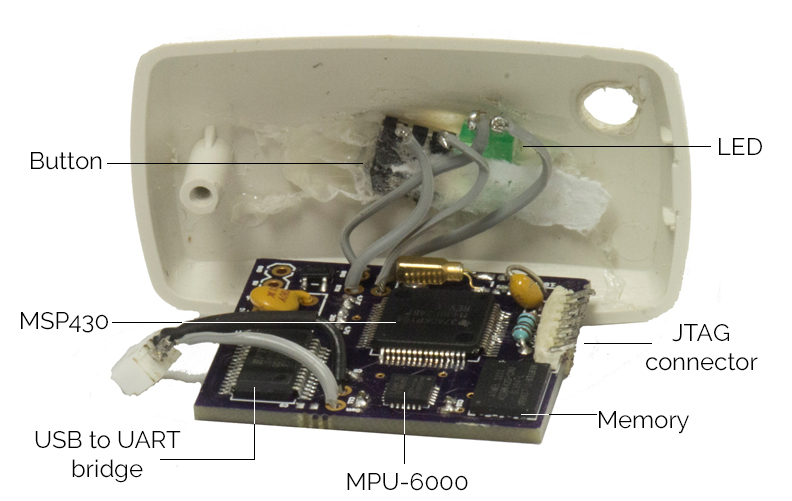 Button
LED
MSP430
JTAG
connector
USB to UART
bridge
Memory
MPU-6000